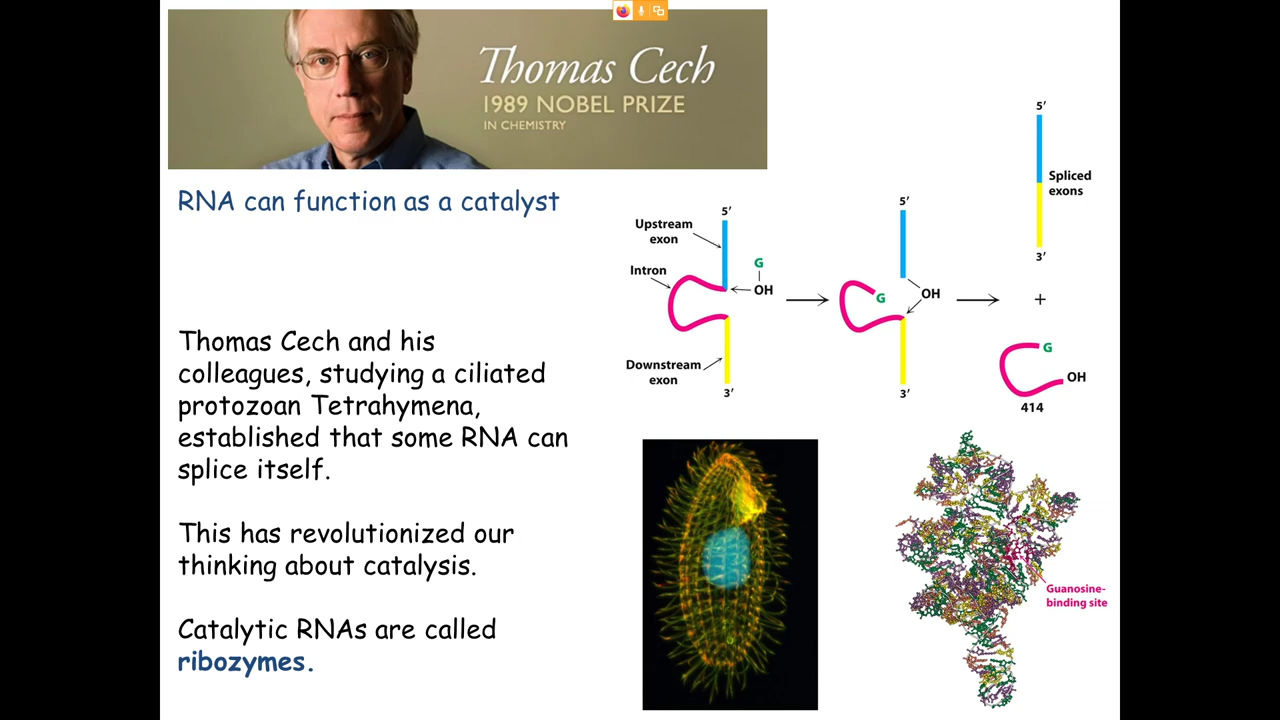 Thomas Cech
1989 NOBEL PRIZE
IN CHEMISTRY
RNA can function as a catalyst
Thomas Cech and his
colleagues, studying a ciliated
protozoan Tetrahymena,
established that some RNA can
splice itself.
This has revolutionized our
thinking about catalysis.
Catalytic RNAs are called
ribozymes.
5′
Upstream
exon
Intron
G
OH
Downstream
exon
3′
5′
G
OH
3′
5′
Spliced
exons
3′
+
G
OH
414
Guanosine-
binding site